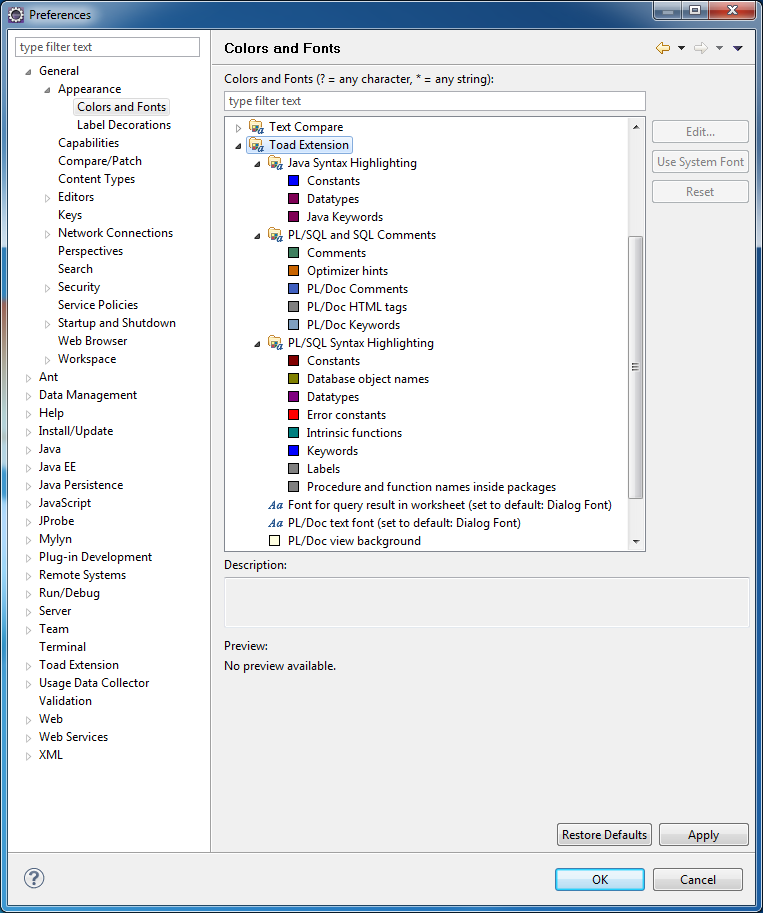 Preferences
type filter text
General
Appearance
Colors and Fonts
Label Decorations
Capabilities
Compare/Patch
Content Types
Editors
Keys
Network Connections
Perspectives
Search
Security
Service Policies
Startup and Shutdown
Web Browser
Workspace
Ant
Data Management
Help
Install/Update
Java
Java EE
Java Persistence
JavaScript
JProbe
Mylyn
Plug-in Development
Remote Systems
Run/Debug
Server
Team
Terminal
Toad Extension
Usage Data Collector
Validation
Web
Web Services
XML
Colors and Fonts
Colors and Fonts (? = any character, * = any string):
type filter text
Text Compare
Toad Extension
Java Syntax Highlighting
Constants
Datatypes
Java Keywords
PL/SQL and SQL Comments
Comments
Optimizer hints
PL/Doc Comments
PL/Doc HTML tags
PL/Doc Keywords
PL/SQL Syntax Highlighting
Constants
Database object names
Datatypes
Error constants
Intrinsic functions
Keywords
Labels
Procedure and function names inside packages
Aa Font for query result in worksheet (set to default: Dialog Font)
Aa PL/Doc text font (set to default: Dialog Font)
PL/Doc view background
Edit...
Use System Font
Reset
Description:
Preview:
No preview available.
Restore Defaults
Apply
?
OK
Cancel